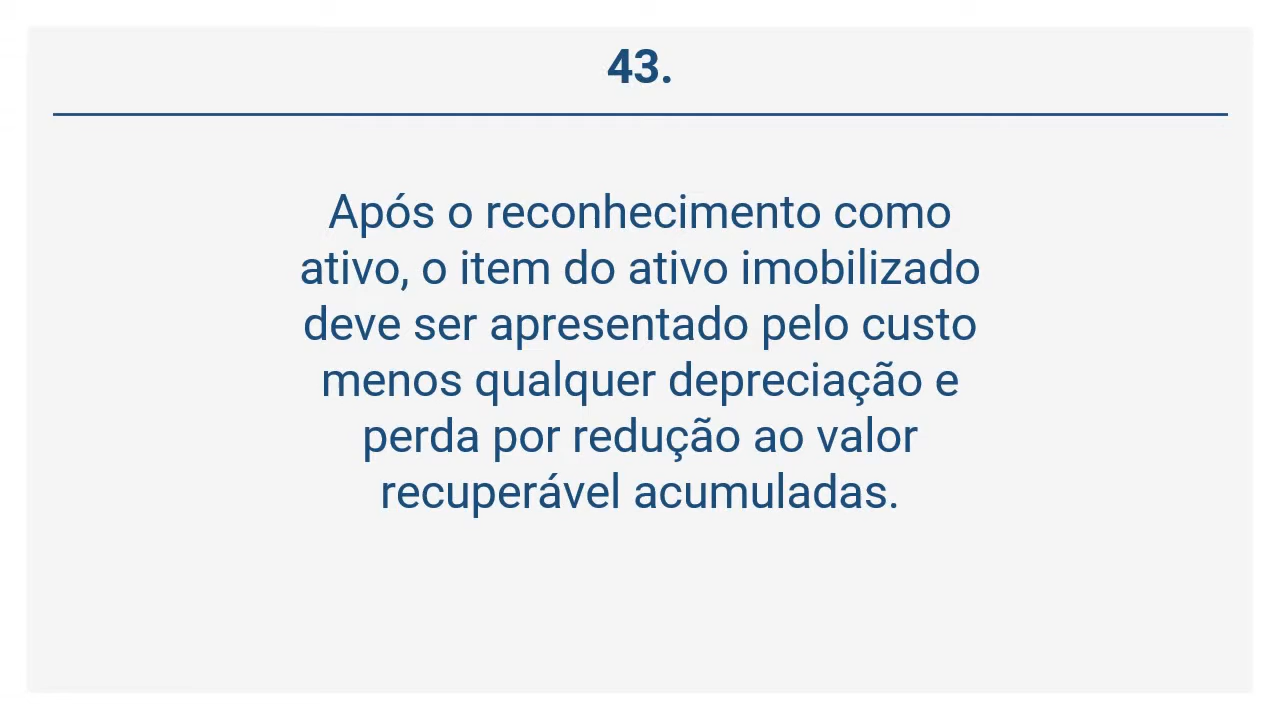 43.
Após o reconhecimento como
ativo, o item do ativo imobilizado
deve ser apresentado pelo custo
menos qualquer depreciação e
perda por redução ao valor
recuperável acumuladas.